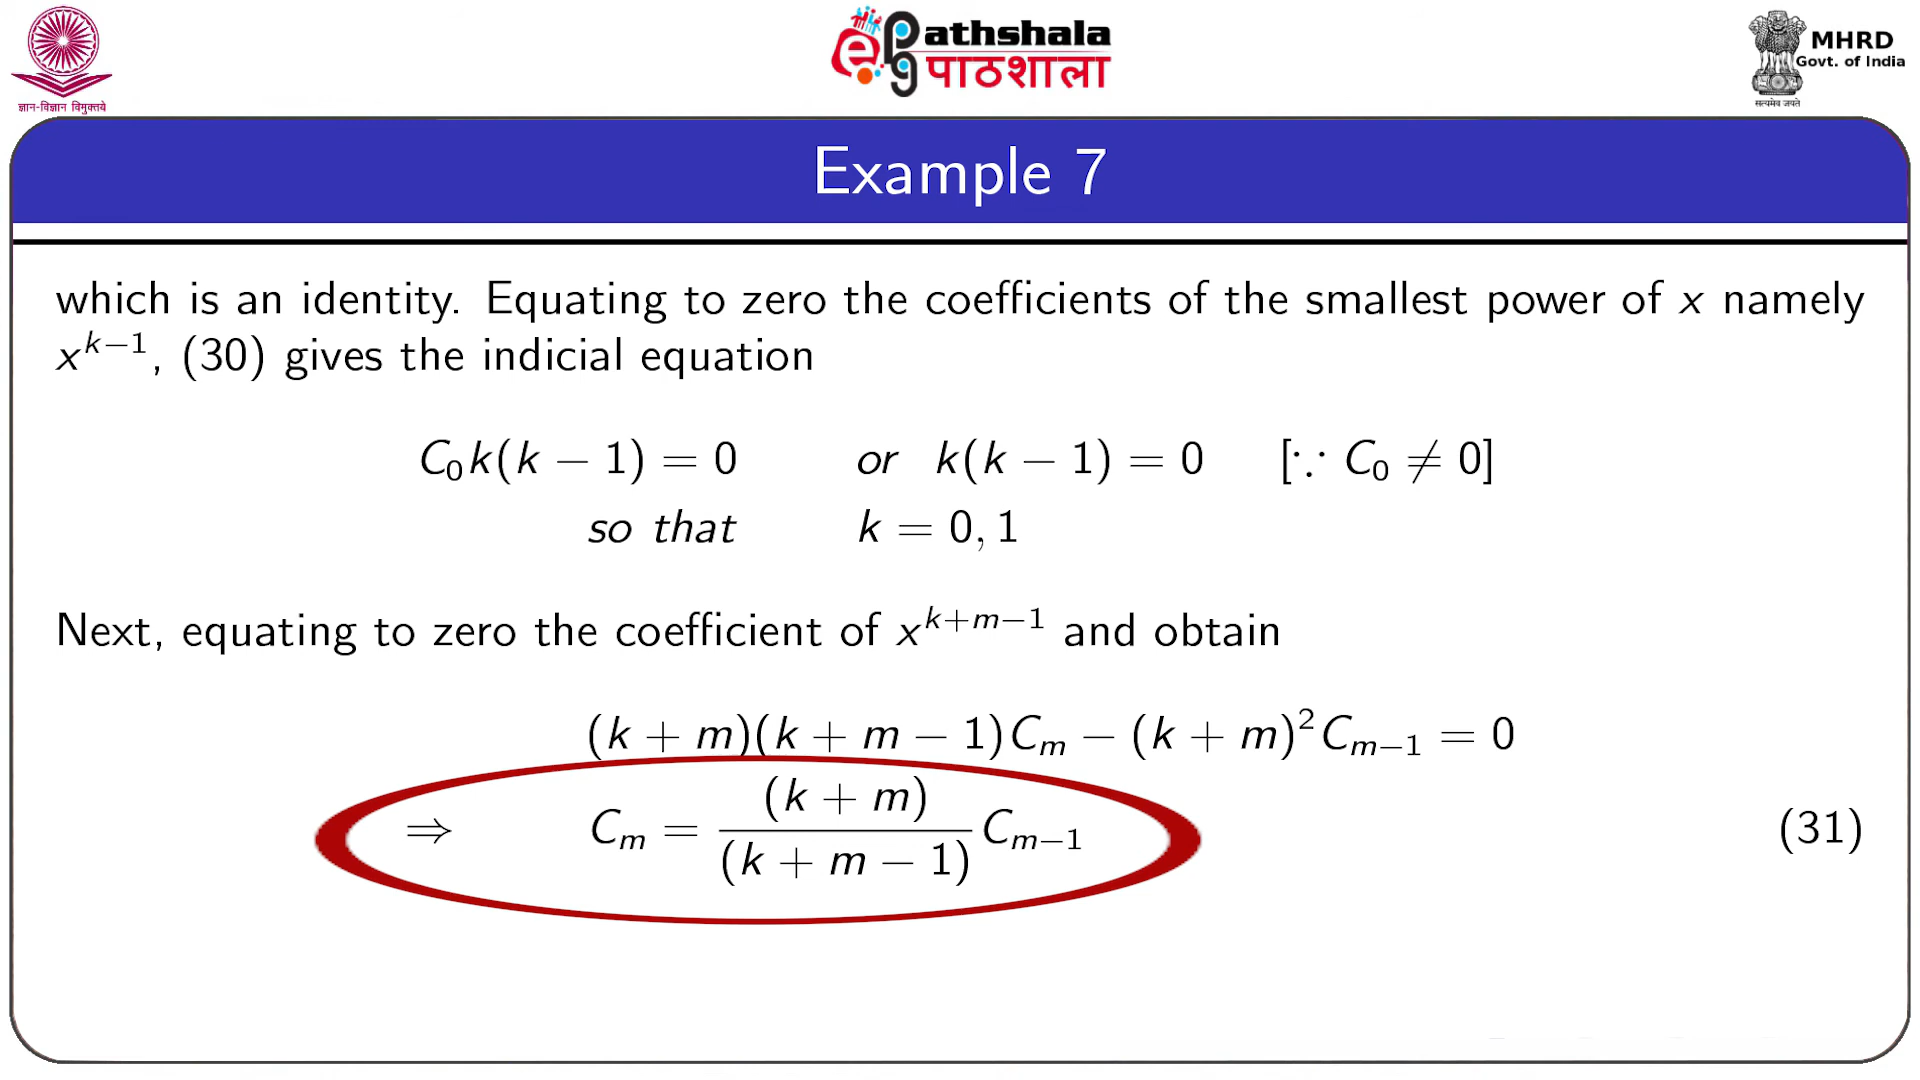 ज्ञान-विज्ञान विमुक्तये
ePG Pathshala
पाठशाला
MHRD
Govt. of India
सत्यमेव जयते
Example 7
which is an identity. Equating to zero the coefficients of the smallest power of x namely
x^{k−1}, (30) gives the indicial equation
C₀k(k − 1) = 0 or k(k − 1) = 0 [∵ C₀ ≠ 0]
so that k = 0, 1
Next, equating to zero the coefficient of x^{k+m−1} and obtain
(k + m)(k + m − 1)C_m − (k + m)²C_{m−1} = 0
⇒ C_m = \frac{(k + m)}{(k + m − 1)} C_{m−1} (31)